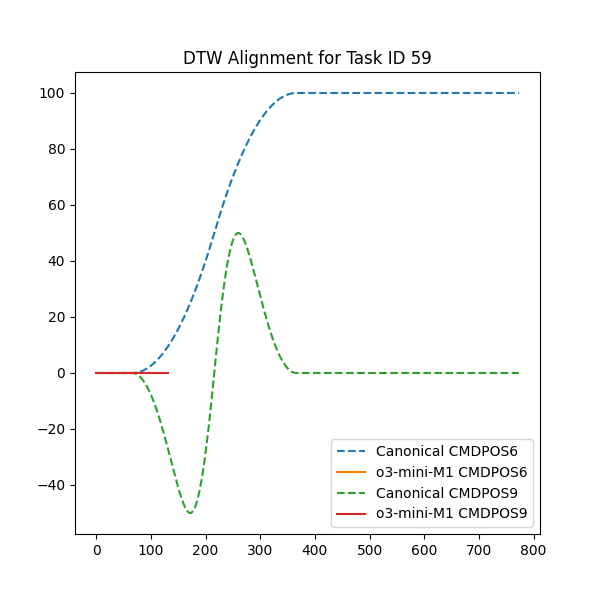 DTW Alignment for Task ID 59
100
80
60
40
20
0
−20
−40
Canonical CMDPOS6
o3-mini-M1 CMDPOS6
Canonical CMDPOS9
o3-mini-M1 CMDPOS9
0 100 200 300 400 500 600 700 800